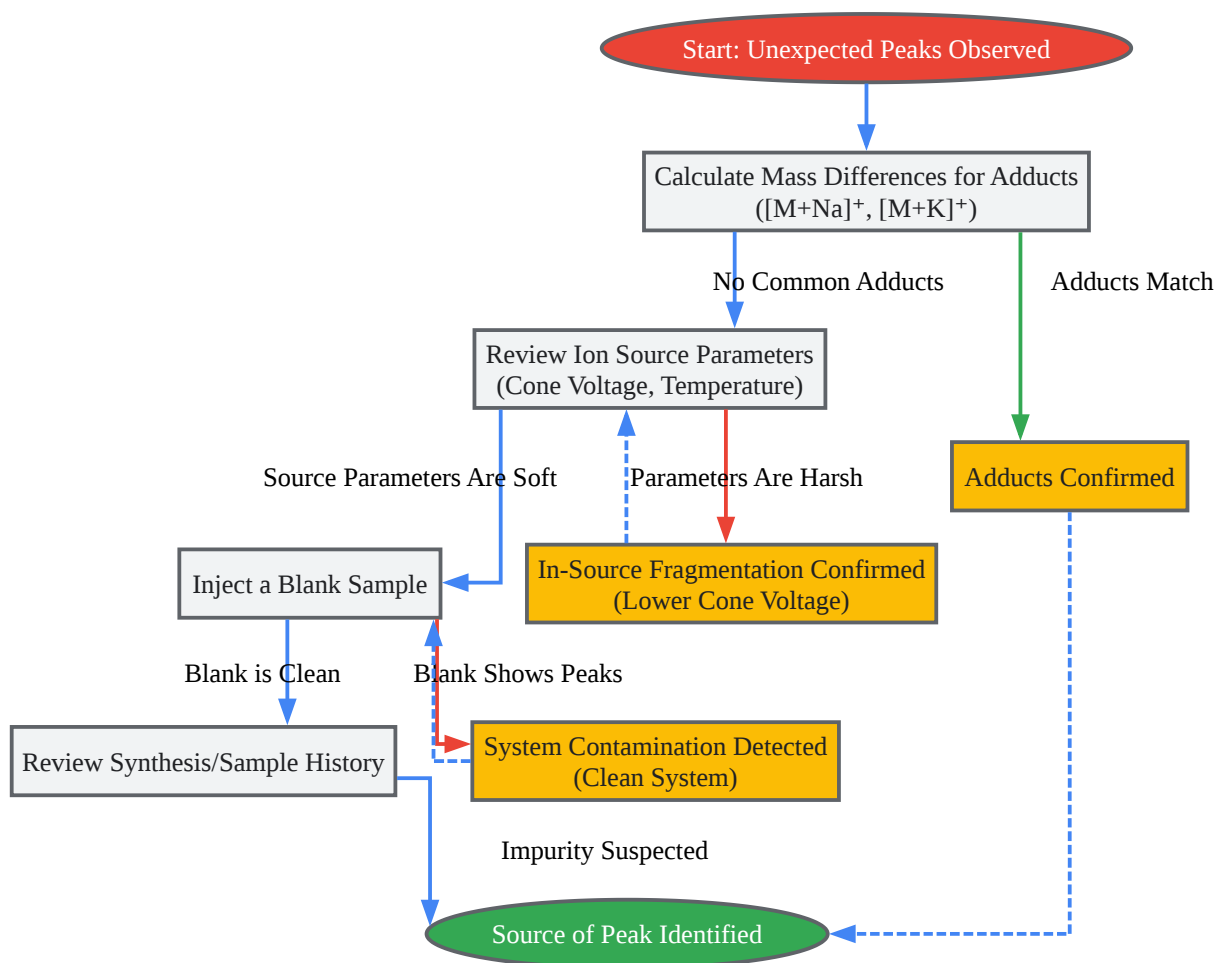 Start: Unexpected Peaks Observed
Calculate Mass Differences for Adducts
([M+Na]⁺, [M+K]⁺)
No Common Adducts
Adducts Match
Review Ion Source Parameters
(Cone Voltage, Temperature)
Source Parameters Are Soft
Parameters Are Harsh
Adducts Confirmed
Inject a Blank Sample
In-Source Fragmentation Confirmed
(Lower Cone Voltage)
Blank is Clean
Blank Shows Peaks
Review Synthesis/Sample History
System Contamination Detected
(Clean System)
Impurity Suspected
Source of Peak Identified